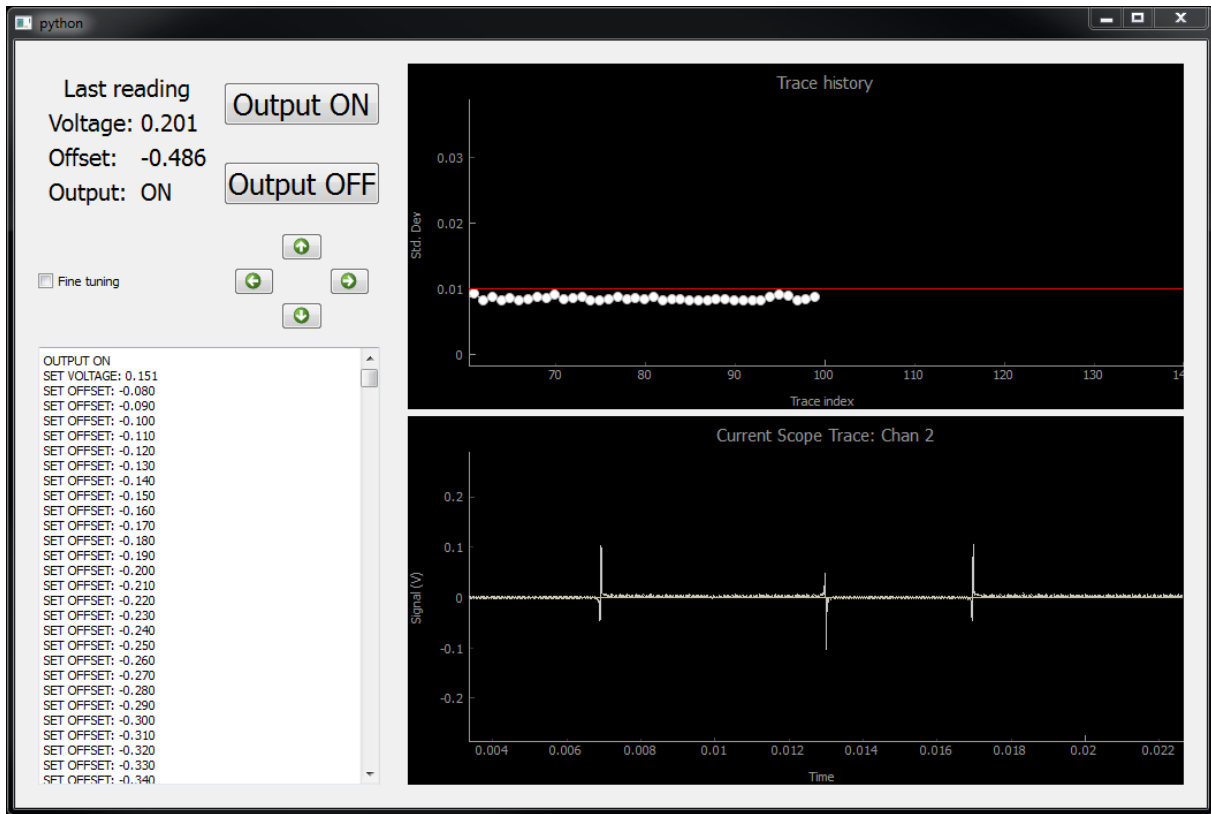 python
Last reading
Voltage: 0.201
Offset: -0.486
Output: ON
Output ON
Output OFF
Fine tuning
OUTPUT ON
SET VOLTAGE: 0.151
SET OFFSET: -0.080
SET OFFSET: -0.090
SET OFFSET: -0.100
SET OFFSET: -0.110
SET OFFSET: -0.120
SET OFFSET: -0.130
SET OFFSET: -0.140
SET OFFSET: -0.150
SET OFFSET: -0.160
SET OFFSET: -0.170
SET OFFSET: -0.180
SET OFFSET: -0.190
SET OFFSET: -0.200
SET OFFSET: -0.210
SET OFFSET: -0.220
SET OFFSET: -0.230
SET OFFSET: -0.240
SET OFFSET: -0.250
SET OFFSET: -0.260
SET OFFSET: -0.270
SET OFFSET: -0.280
SET OFFSET: -0.290
SET OFFSET: -0.300
SET OFFSET: -0.310
SET OFFSET: -0.320
SET OFFSET: -0.330
SET OFFSET: -0.340
Trace history
0.03
0.02
0.01
0
Std. Dev
70 80 90 100 110 120 130 14
Trace index
Current Scope Trace: Chan 2
0.2
0.1
0
-0.1
-0.2
Signal (V)
0.004 0.006 0.008 0.01 0.012 0.014 0.016 0.018 0.02 0.022
Time